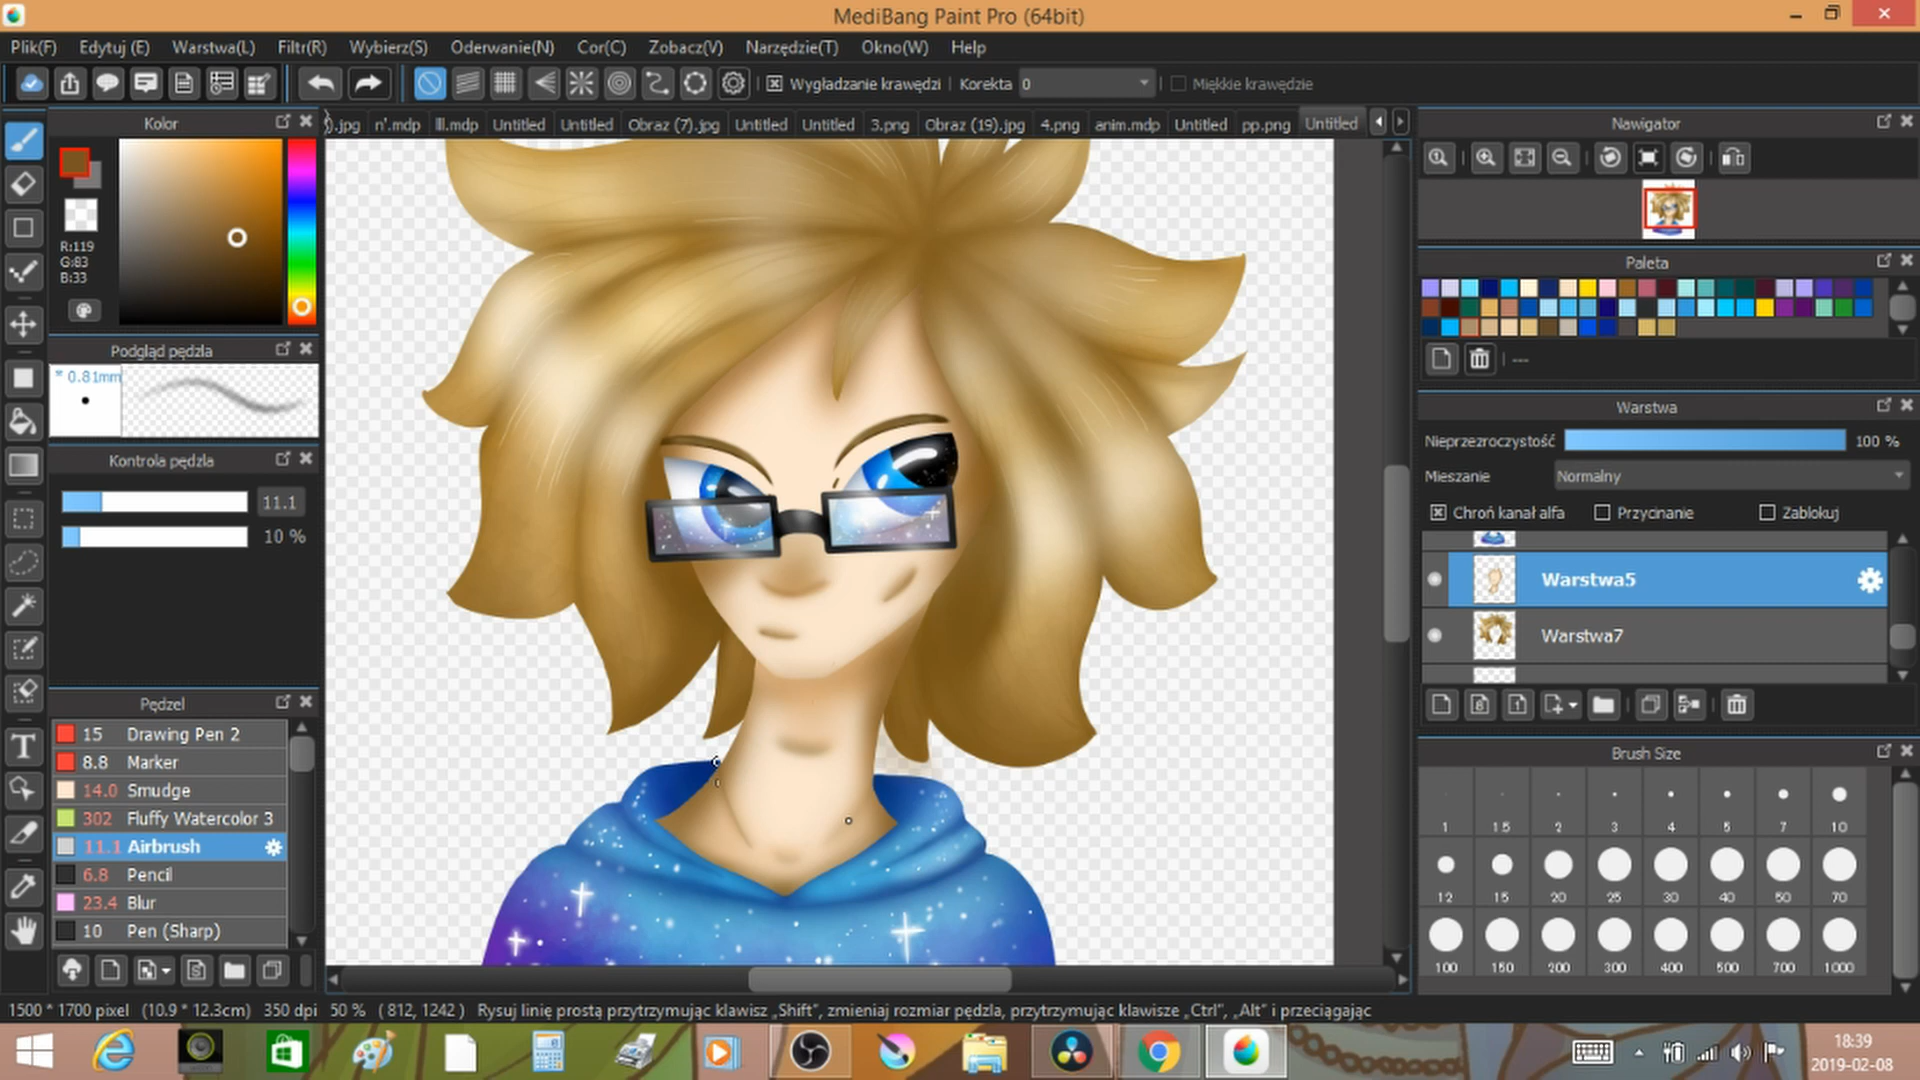 MediBang Paint Pro (64bit)
Plik(F) Edytuj (E) Warstwa(L) Filtr(R) Wybierz(S) Oderwanie(N) Cor(C) Zobacz(V) Narzędzie(T) Okno(W) Help
Wygładzanie krawędzi Korekta 0 Miękkie krawędzie
Kolor
).jpg n'.mdp lll.mdp Untitled Untitled Obraz (7).jpg Untitled Untitled 3.png Obraz (19).jpg 4.png anim.mdp Untitled pp.png Untitled
Nawigator
R:119
G:83
B:33
Paleta
---
Podgląd pędzla
* 0.81mm
Kontrola pędzla
11.1
10 %
Warstwa
Nieprzezroczystość 100 %
Mieszanie Normalny
Chroń kanał alfa Przycinanie Zablokuj
Warstwa5
Warstwa7
Pędzel
15 Drawing Pen 2
8.8 Marker
14.0 Smudge
302 Fluffy Watercolor 3
11.1 Airbrush
6.8 Pencil
23.4 Blur
10 Pen (Sharp)
Brush Size
1 1.5 2 3 4 5 7 10
12 15 20 25 30 40 50 70
100 150 200 300 400 500 700 1000
1500 * 1700 pixel (10.9 * 12.3cm) 350 dpi 50 % ( 812, 1242 ) Rysuj linię prostą przytrzymując klawisz „Shift”, zmieniaj rozmiar pędzla, przytrzymując klawisze „Ctrl”, „Alt” i przeciągając
18:39
2019-02-08